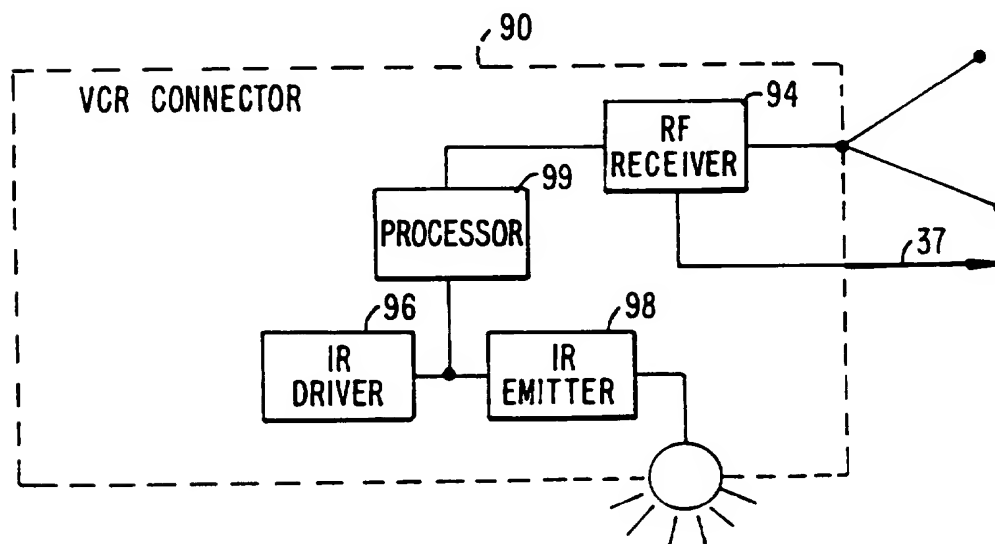 90
VCR CONNECTOR
94
RF
RECEIVER
99
PROCESSOR
37
96
IR
DRIVER
98
IR
EMITTER